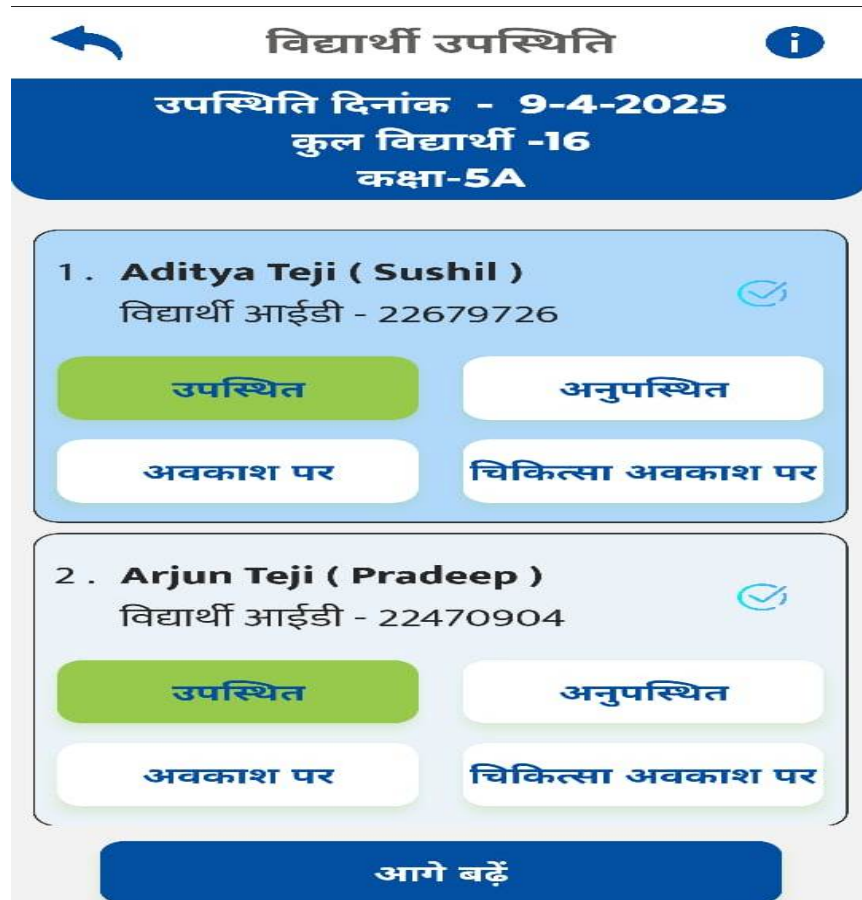 विद्यार्थी उपस्थिति
उपस्थिति दिनांक - 9-4-2025
कुल विद्यार्थी -16
कक्षा-5A
1. Aditya Teji ( Sushil )
विद्यार्थी आईडी - 22679726
उपस्थित अनुपस्थित
अवकाश पर चिकित्सा अवकाश पर
2. Arjun Teji ( Pradeep )
विद्यार्थी आईडी - 22470904
उपस्थित अनुपस्थित
अवकाश पर चिकित्सा अवकाश पर
आगे बढ़ें